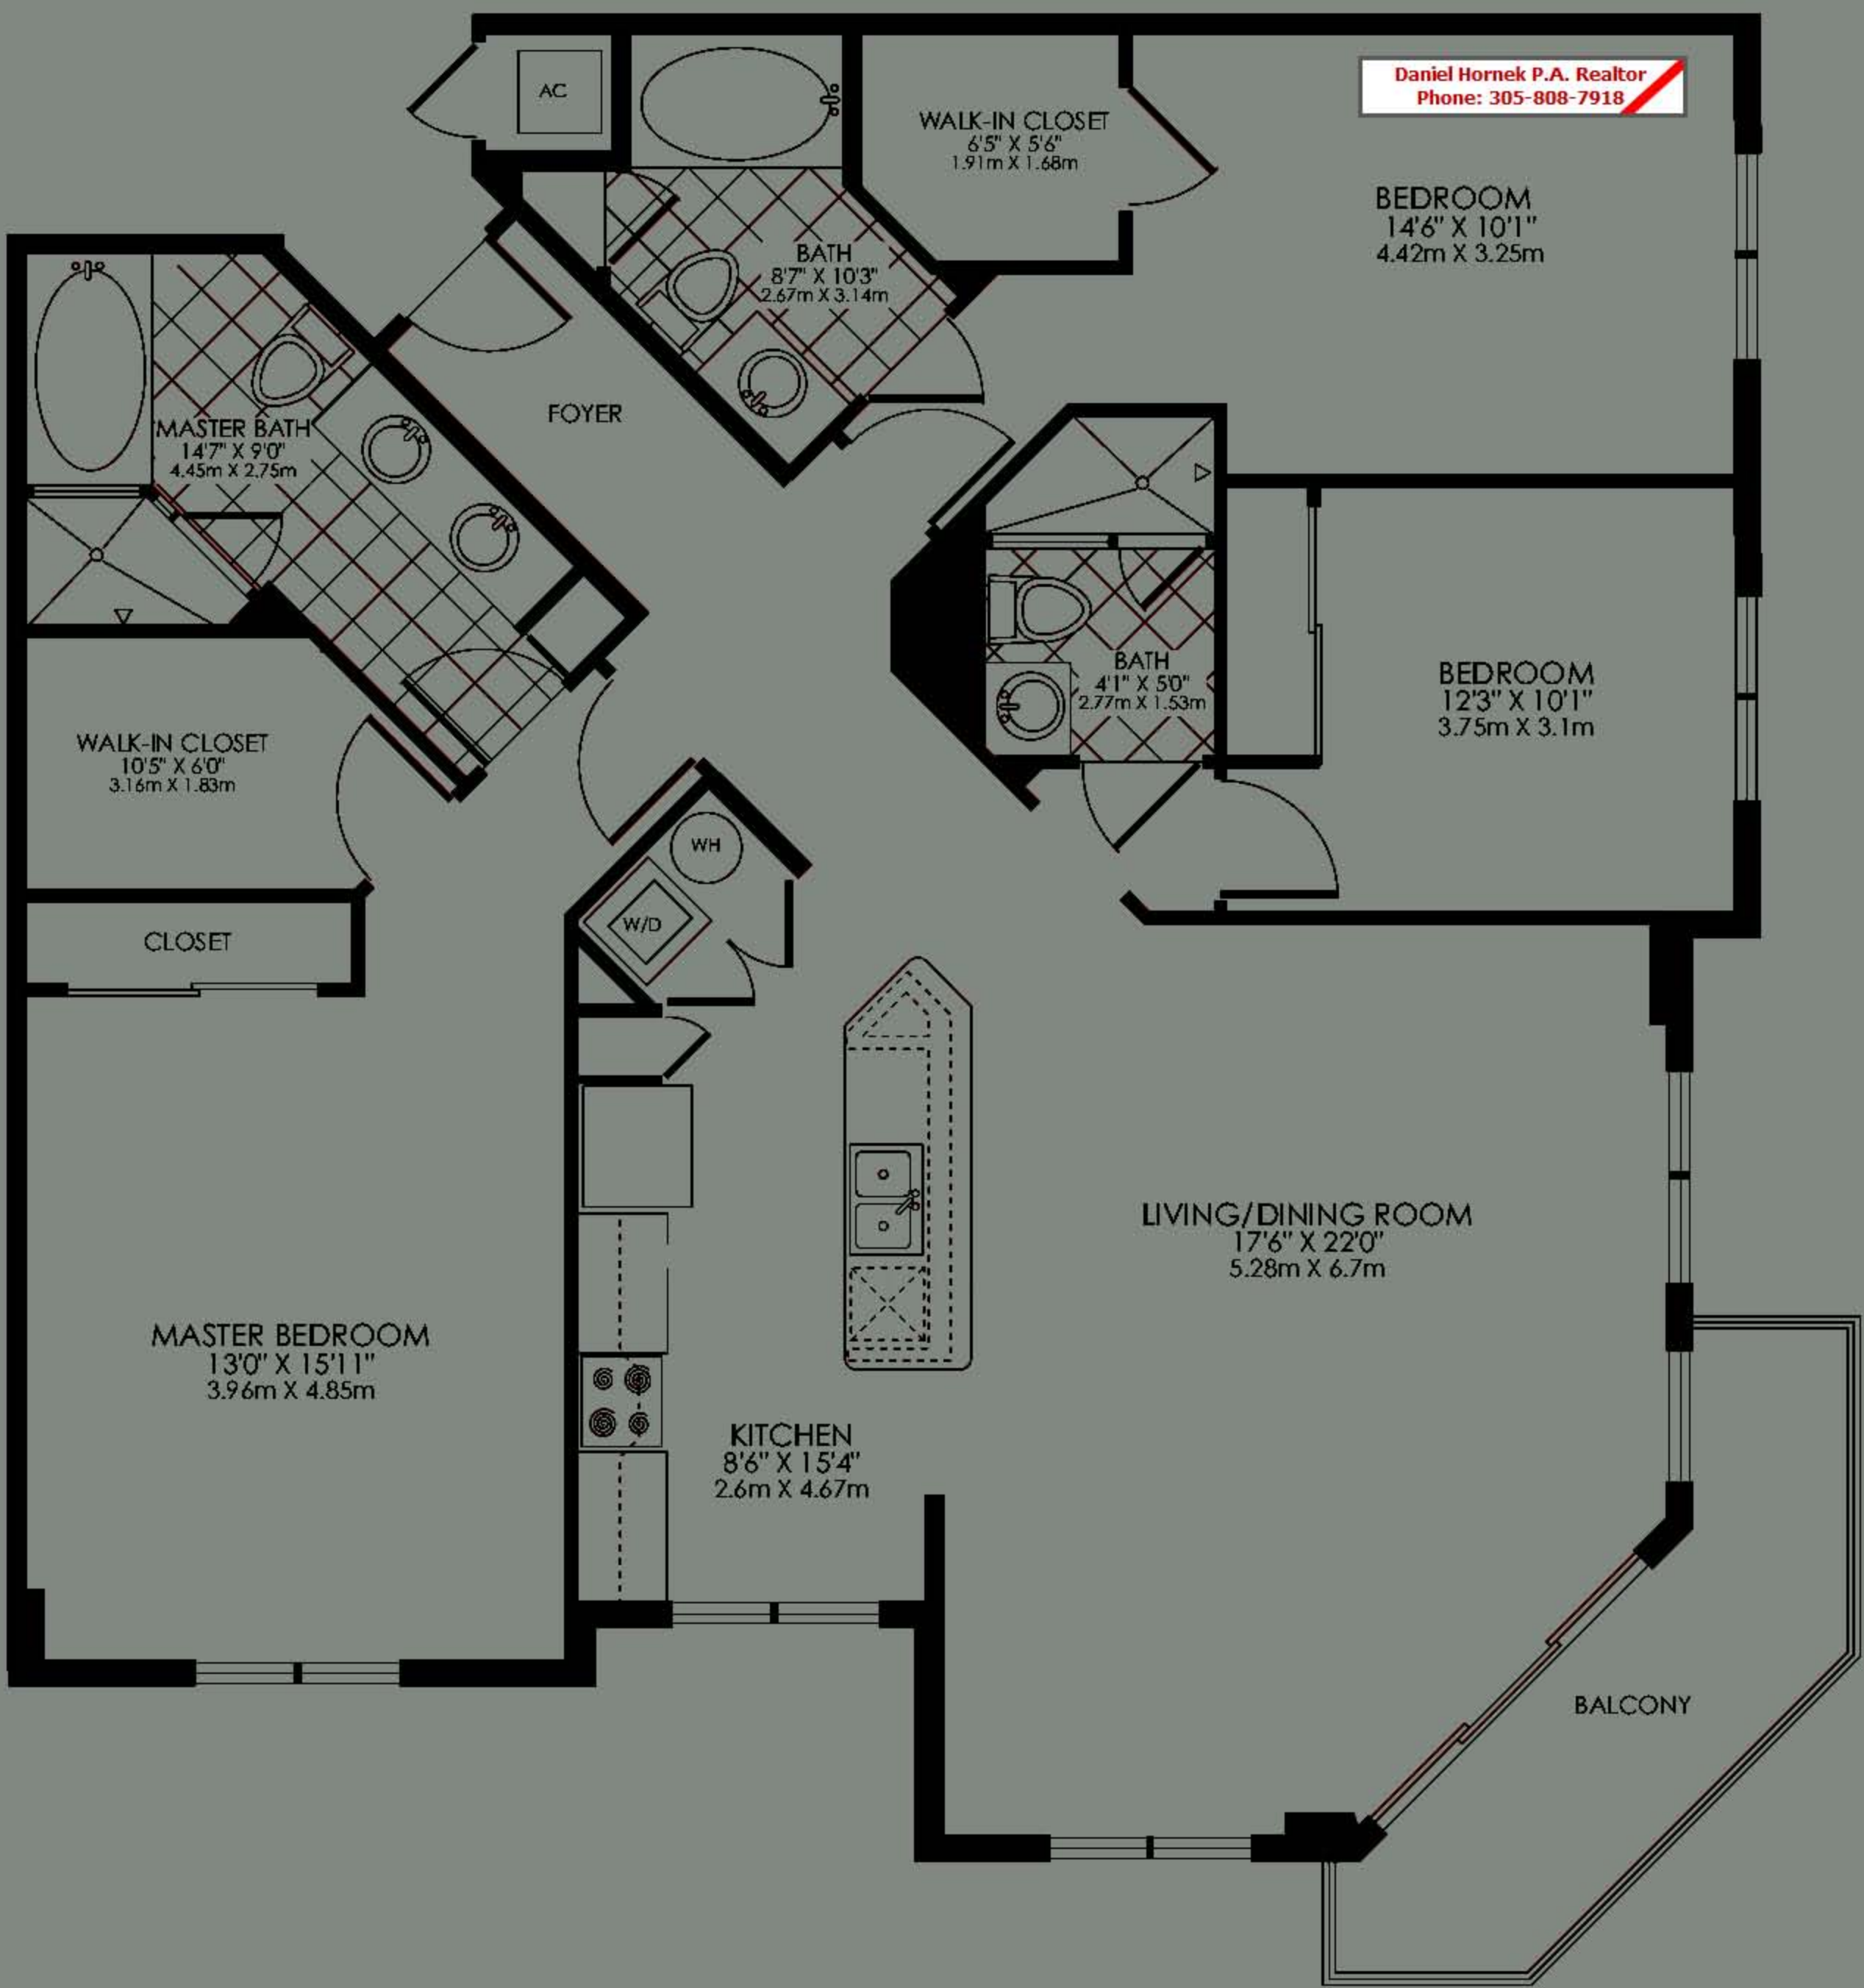 AC
WALK-IN CLOSET
6'5" X 5'6"
1.91m X 1.68m
Daniel Hornek P.A. Realtor
Phone: 305-808-7918
BEDROOM
14'6" X 10'1"
4.42m X 3.25m
BATH
8'7" X 10'3"
2.67m X 3.14m
FOYER
MASTER BATH
14'7" X 9'0"
4.45m X 2.75m
BATH
4'1" X 5'0"
2.77m X 1.53m
BEDROOM
12'3" X 10'1"
3.75m X 3.1m
WALK-IN CLOSET
10'5" X 6'0"
3.16m X 1.83m
WH
W/D
CLOSET
LIVING/DINING ROOM
17'6" X 22'0"
5.28m X 6.7m
MASTER BEDROOM
13'0" X 15'11"
3.96m X 4.85m
KITCHEN
8'6" X 15'4"
2.6m X 4.67m
BALCONY